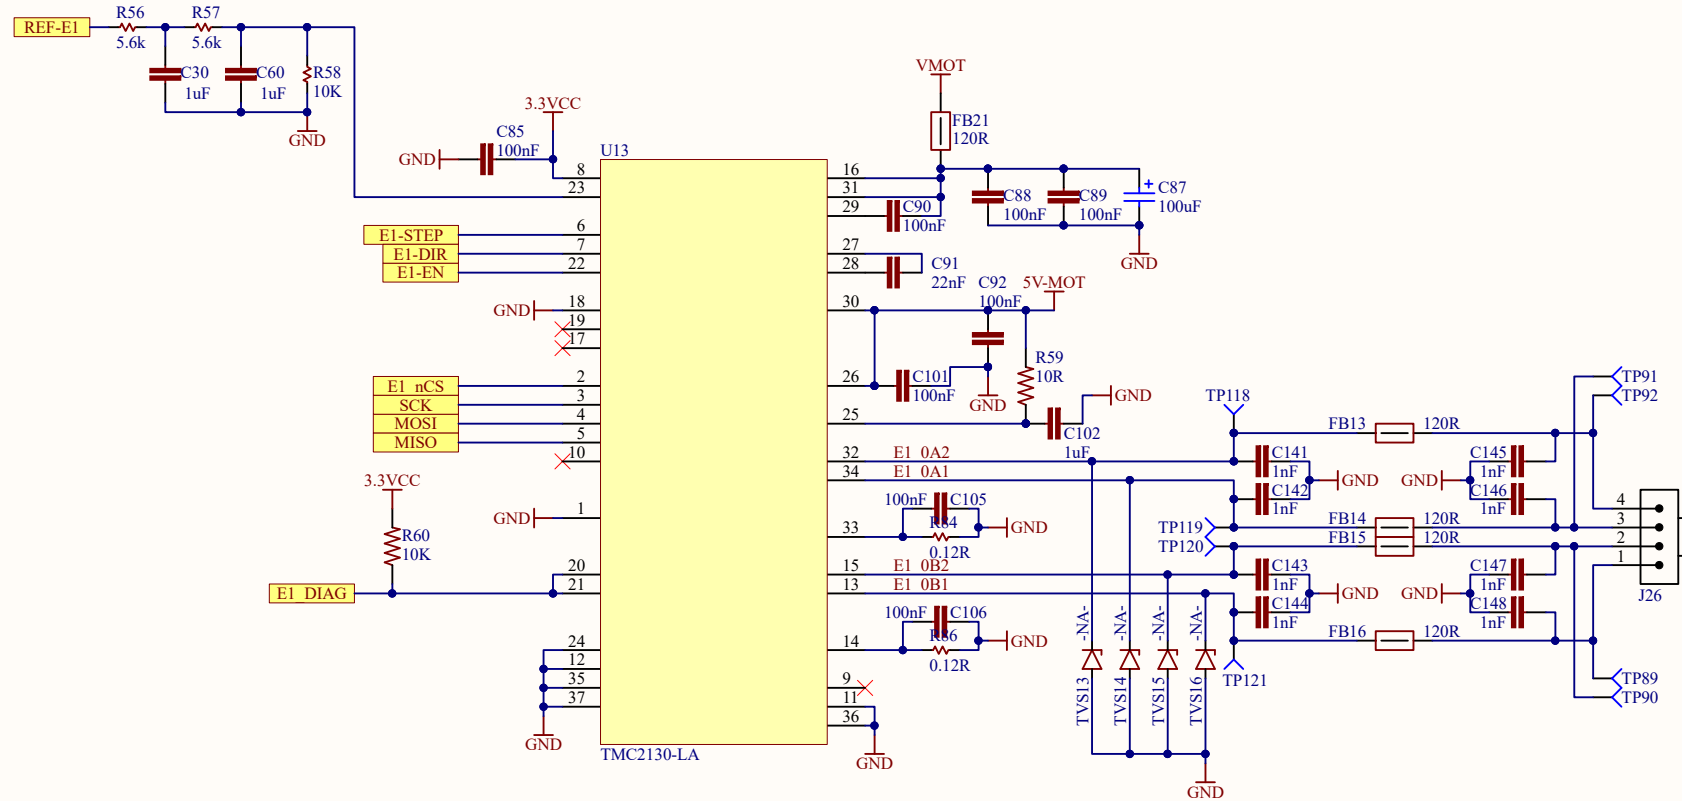 REF-E1
R56
5.6k
R57
5.6k
C30
1uF
C60
1uF
R58
10K
GND
3.3VCC
C85
100nF
GND
U13
8
23
6
7
22
18
19
17
2
3
4
5
10
1
20
21
24
12
35
37
E1-STEP
E1-DIR
E1-EN
GND
E1_nCS
SCK
MOSI
MISO
3.3VCC
GND
R60
10K
E1_DIAG
GND
TMC2130-LA
16
31
29
27
28
30
26
25
32
34
33
15
13
14
9
11
36
VMOT
FB21
120R
C90
100nF
C88
100nF
C89
100nF
+
C87
100uF
GND
C91
22nF
C92
100nF
5V-MOT
C101
100nF
GND
R59
10R
C102
1uF
GND
E1_0A2
E1_0A1
100nF
C105
R84
0.12R
GND
E1_0B2
E1_0B1
100nF
C106
R86
0.12R
GND
GND
-NA-
-NA-
-NA-
-NA-
TVS13
TVS14
TVS15
TVS16
GND
TP118
TP119
TP120
TP121
C141
1nF
C142
1nF
GND
C143
1nF
C144
1nF
GND
FB13
120R
FB14
120R
FB15
120R
FB16
120R
C145
1nF
C146
1nF
GND
C147
1nF
C148
1nF
GND
TP91
TP92
4
3
2
1
J26
TP89
TP90